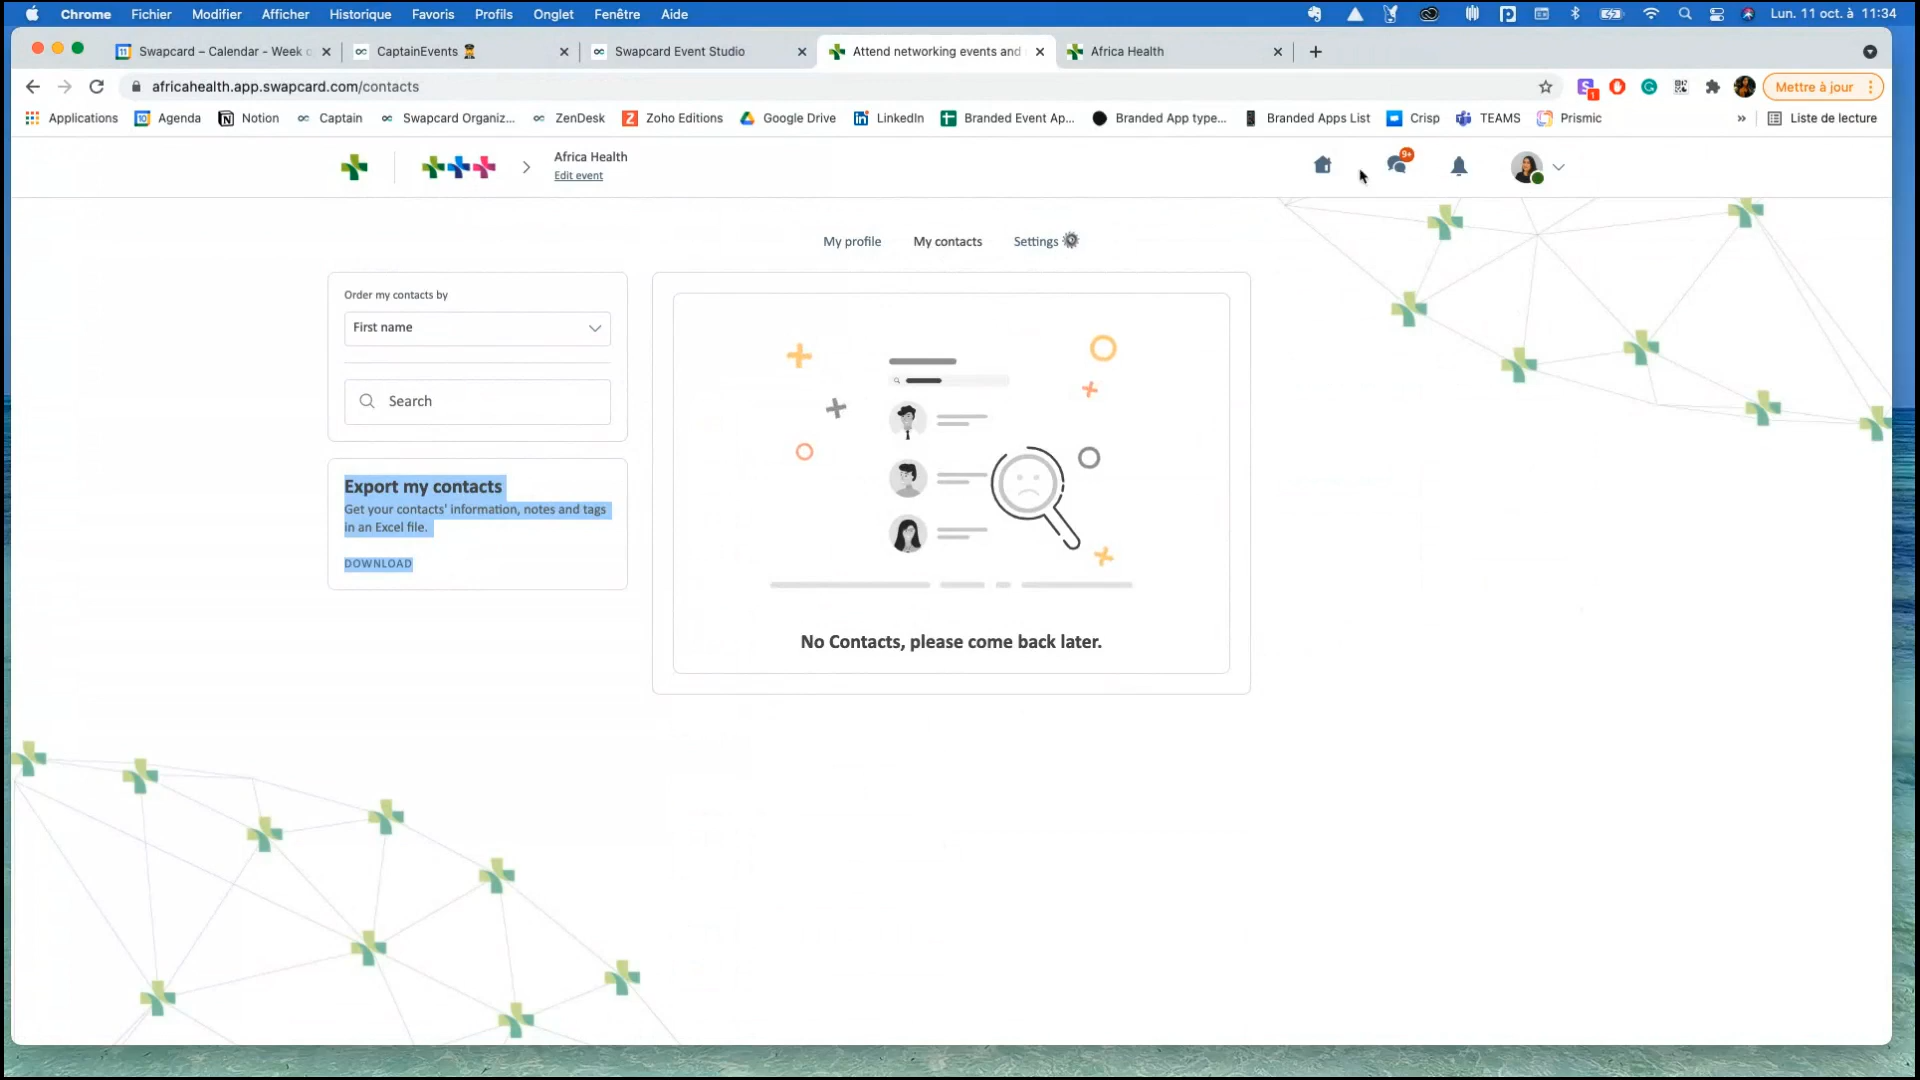 Chrome Fichier Modifier Afficher Historique Favoris Profils Onglet Fenêtre Aide Lun. 11 oct. à 11:34
Swapcard – Calendar - Week CaptainEvents Swapcard Event Studio Attend networking events and Africa Health
africahealth.app.swapcard.com/contacts Mettre à jour
Applications Agenda Notion Captain Swapcard Organiz... ZenDesk Zoho Editions Google Drive LinkedIn Branded Event Ap... Branded App type... Branded Apps List Crisp TEAMS Prismic » Liste de lecture
Africa Health
Edit event
9+
My profile My contacts Settings
Order my contacts by
First name
Search
Export my contacts
Get your contacts' information, notes and tags
in an Excel file.
DOWNLOAD
No Contacts, please come back later.